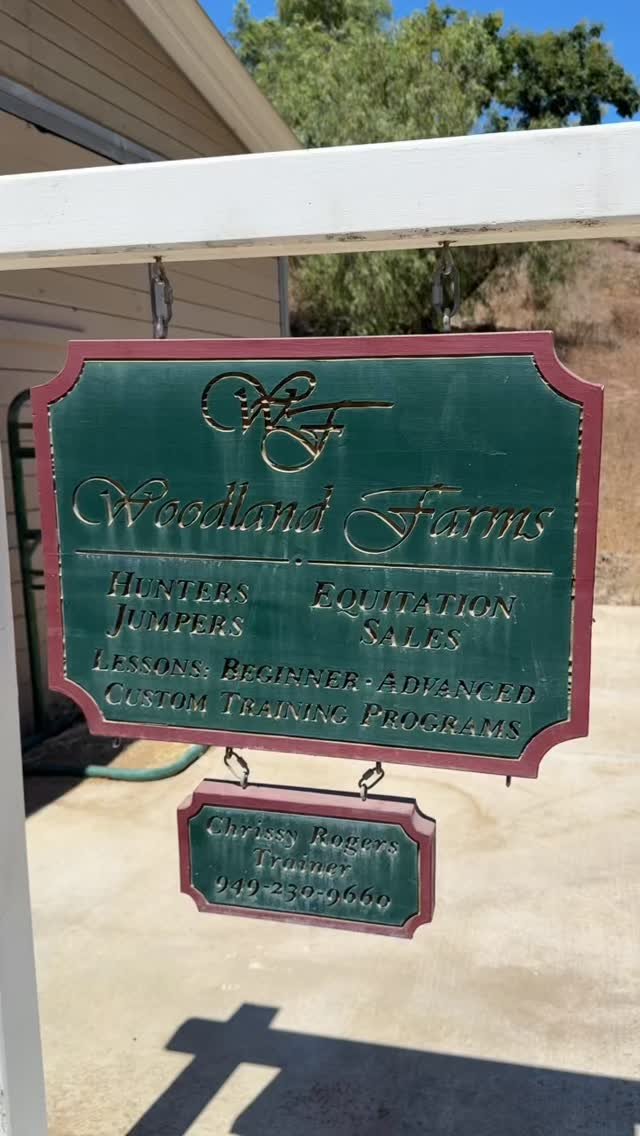 WF
Woodland Farms
HUNTERS EQUITATION
JUMPERS SALES
LESSONS: BEGINNER - ADVANCED
CUSTOM TRAINING PROGRAMS
Chrissy Rogers
Trainer
949-230-9660